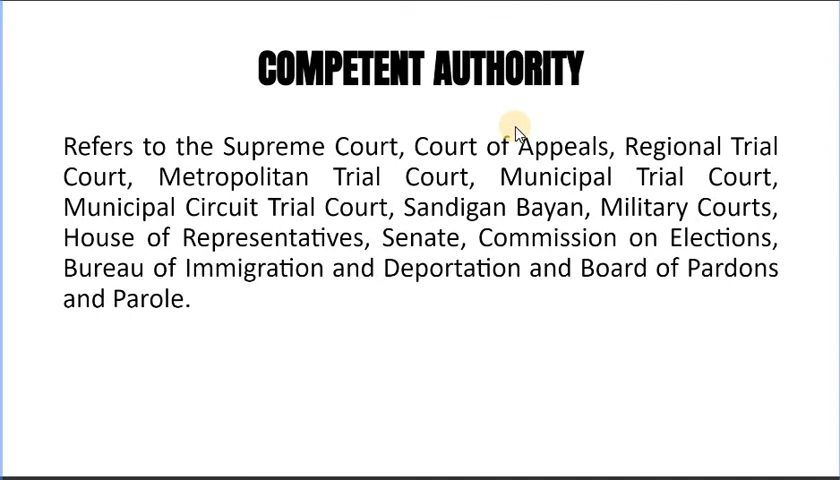 COMPETENT AUTHORITY
Refers to the Supreme Court, Court of Appeals, Regional Trial
Court, Metropolitan Trial Court, Municipal Trial Court,
Municipal Circuit Trial Court, Sandigan Bayan, Military Courts,
House of Representatives, Senate, Commission on Elections,
Bureau of Immigration and Deportation and Board of Pardons
and Parole.